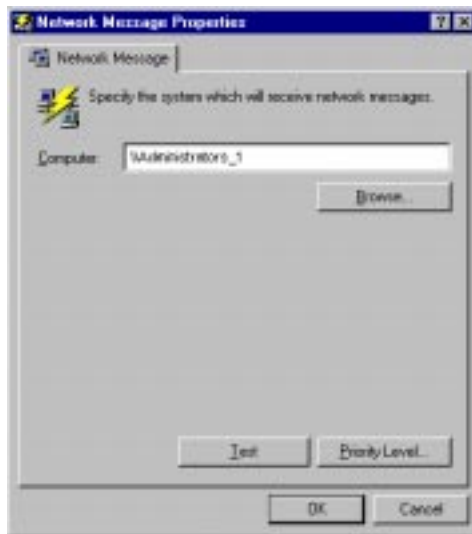 Network Message Properties
Network Message
Specify the system which will receive network messages.
Computer: \\Administrators_1
Browse...
Test Priority Level...
OK Cancel